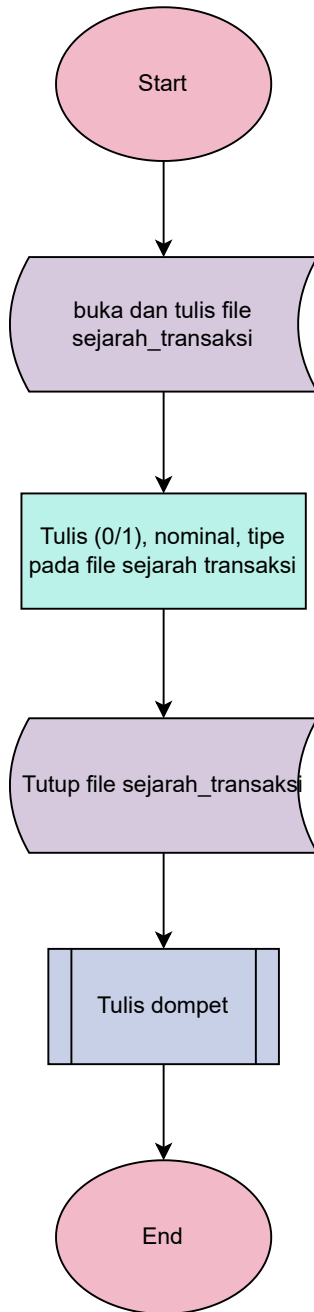 Start
buka dan tulis file
sejarah_transaksi
Tulis (0/1), nominal, tipe
pada file sejarah transaksi
Tutup file sejarah_transaksi
Tulis dompet
End